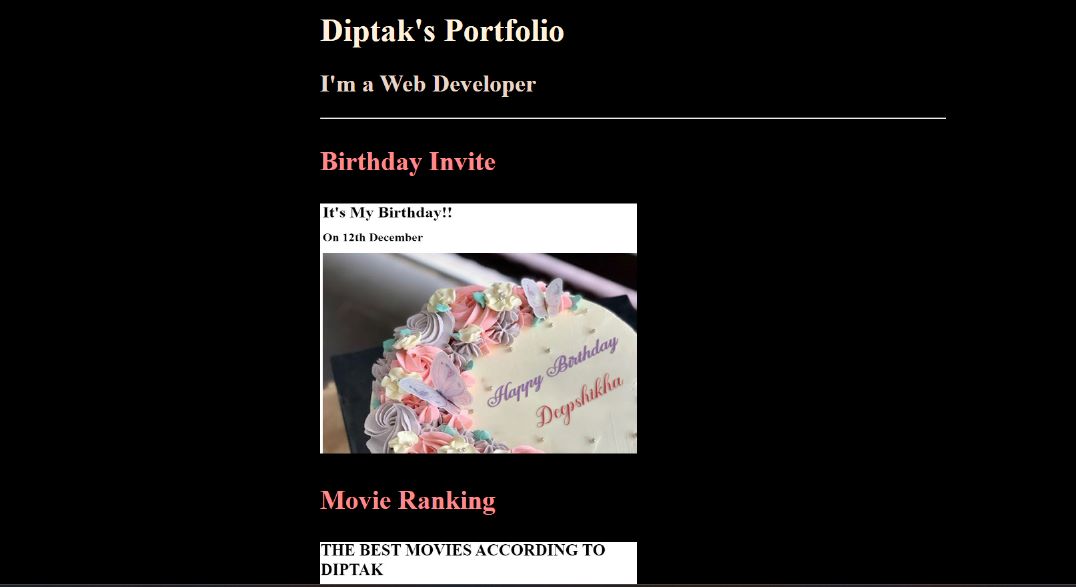 Diptak's Portfolio
I'm a Web Developer
Birthday Invite
It's My Birthday!!
On 12th December
Happy Birthday
Deepshikha
Movie Ranking
THE BEST MOVIES ACCORDING TO
DIPTAK